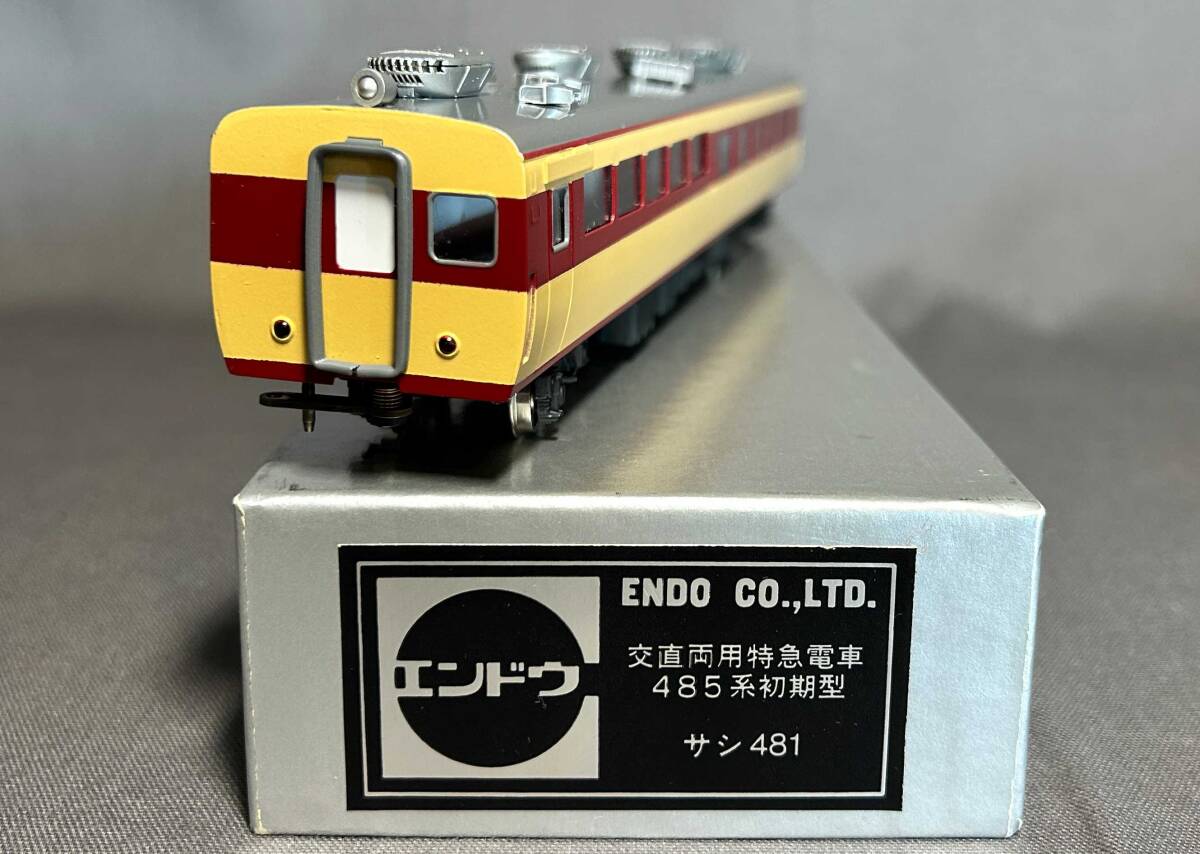 エンドウ
ENDO CO.,LTD.
交直両用特急電車
485系初期型
サシ481